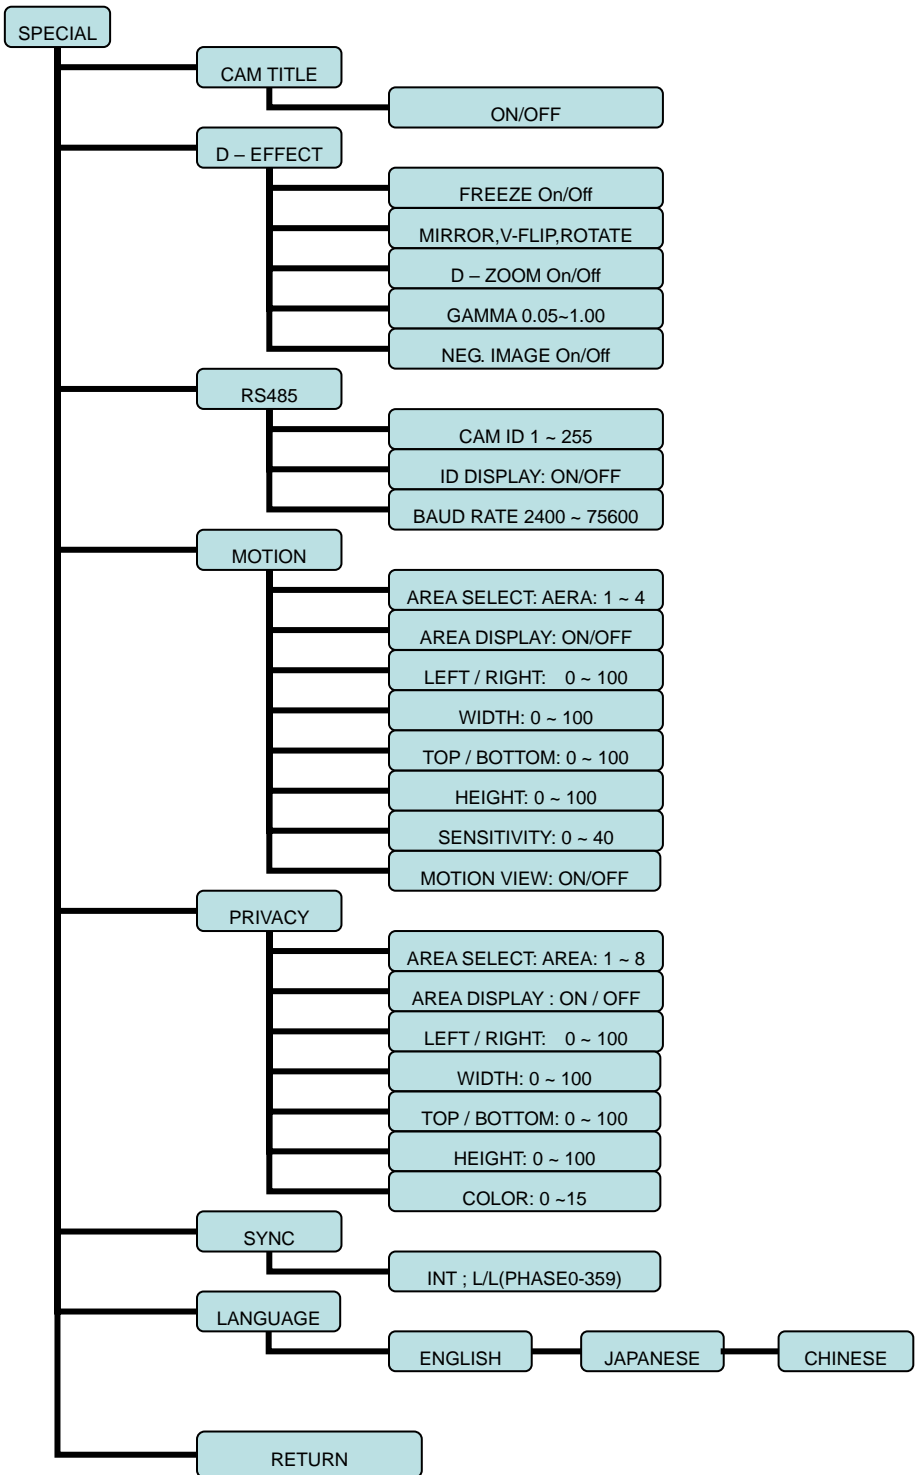 SPECIAL
CAM TITLE
ON/OFF
D – EFFECT
FREEZE On/Off
MIRROR,V-FLIP,ROTATE
D – ZOOM On/Off
GAMMA 0.05~1.00
NEG. IMAGE On/Off
RS485
CAM ID 1 ~ 255
ID DISPLAY: ON/OFF
BAUD RATE 2400 ~ 75600
MOTION
AREA SELECT: AERA: 1 ~ 4
AREA DISPLAY: ON/OFF
LEFT / RIGHT: 0 ~ 100
WIDTH: 0 ~ 100
TOP / BOTTOM: 0 ~ 100
HEIGHT: 0 ~ 100
SENSITIVITY: 0 ~ 40
MOTION VIEW: ON/OFF
PRIVACY
AREA SELECT: AREA: 1 ~ 8
AREA DISPLAY : ON / OFF
LEFT / RIGHT: 0 ~ 100
WIDTH: 0 ~ 100
TOP / BOTTOM: 0 ~ 100
HEIGHT: 0 ~ 100
COLOR: 0 ~15
SYNC
INT ; L/L(PHASE0-359)
LANGUAGE
ENGLISH JAPANESE CHINESE
RETURN